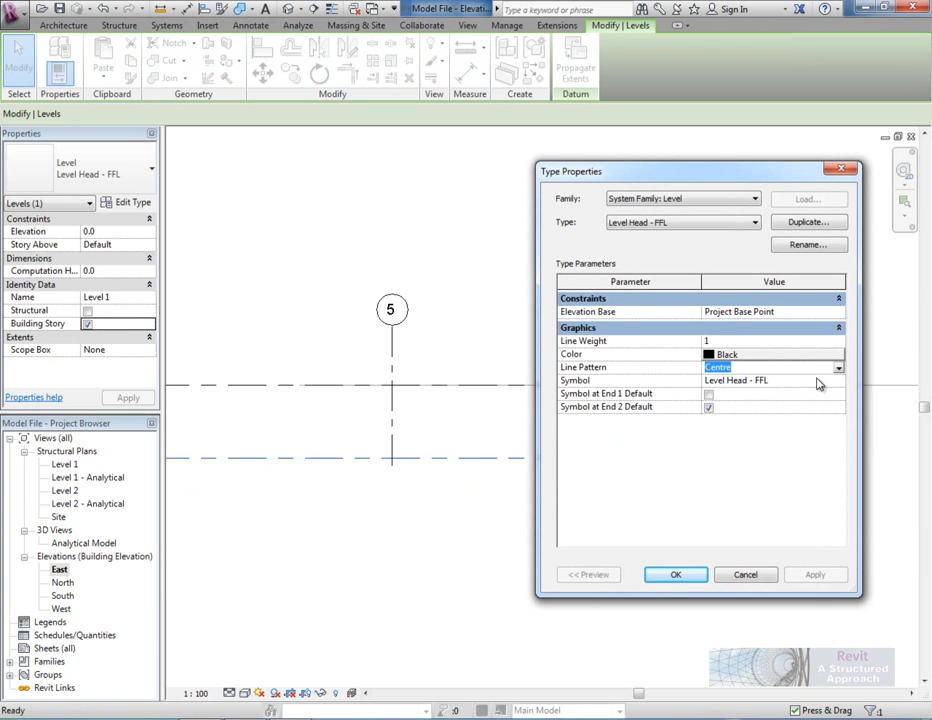 Model File - Elevati...
Type a keyword or phrase
Sign In
Architecture Structure Systems Insert Annotate Analyze Massing & Site Collaborate View Manage Extensions Modify | Levels
Modify
Paste
Notch
Cut
Join
Propagate
Extents
Select Properties Clipboard Geometry Modify View Measure Create Datum
Modify | Levels
Properties
Level
Level Head - FFL
Levels (1)
Edit Type
Constraints
Elevation 0.0
Story Above Default
Dimensions
Computation H... 0.0
Identity Data
Name Level 1
Structural
Building Story
Extents
Scope Box None
Properties help
Apply
Model File - Project Browser
Views (all)
Structural Plans
Level 1
Level 1 - Analytical
Level 2
Level 2 - Analytical
Site
3D Views
Analytical Model
Elevations (Building Elevation)
East
North
South
West
Legends
Schedules/Quantities
Sheets (all)
Families
Groups
Revit Links
5
Type Properties
Family: System Family: Level
Load...
Type: Level Head - FFL
Duplicate...
Rename...
Type Parameters
Parameter Value
Constraints
Elevation Base Project Base Point
Graphics
Line Weight 1
Color Black
Line Pattern Centre
Symbol Level Head - FFL
Symbol at End 1 Default
Symbol at End 2 Default
<< Preview
OK
Cancel
Apply
Revit
A Structured
Approach
1 : 100
Ready
:0
Main Model
Press & Drag
:1